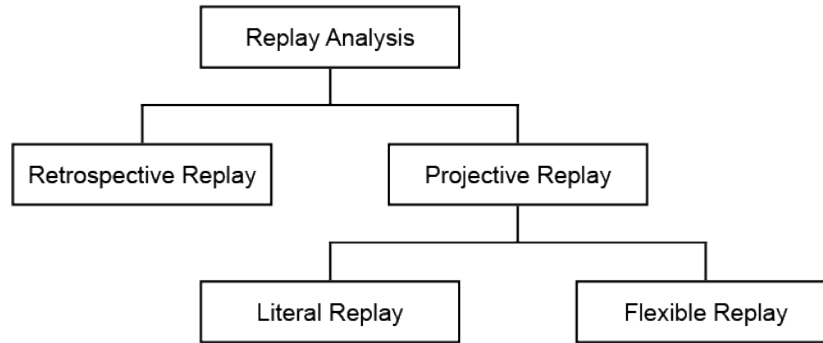 Replay Analysis
Retrospective Replay
Projective Replay
Literal Replay
Flexible Replay